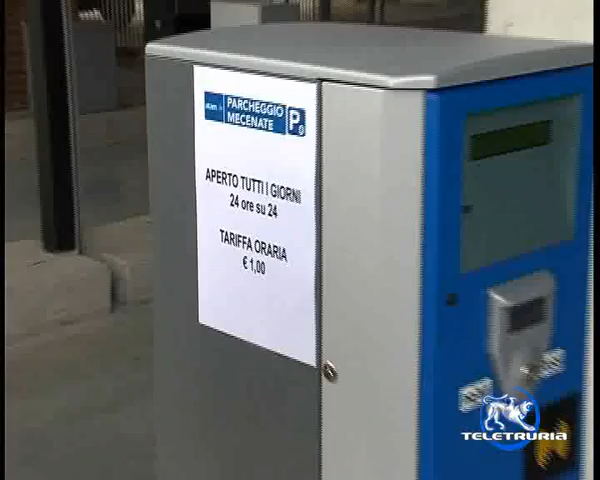 PARCHEGGIO
MECENATE
P
APERTO TUTTI I GIORNI
24 ore su 24
TARIFFA ORARIA
€ 1,00
TELETRURIA